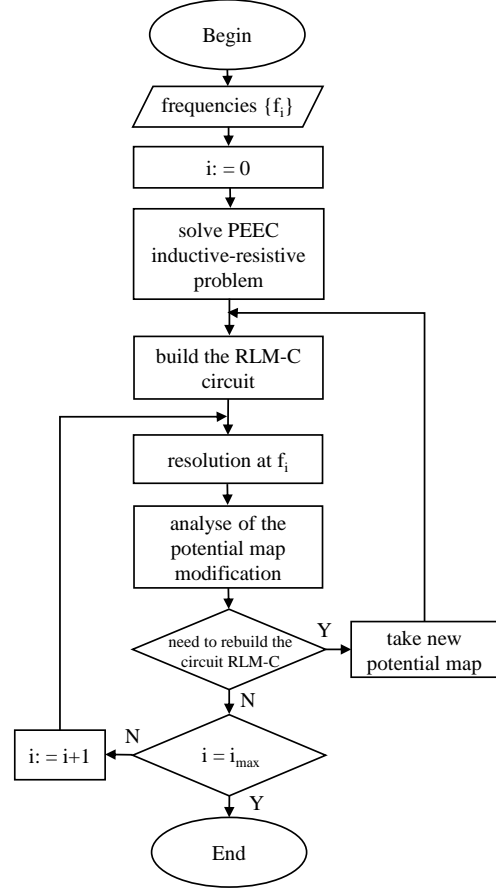 Begin
frequencies {fi}
i: = 0
solve PEEC
inductive-resistive
problem
build the RLM-C
circuit
resolution at fi
analyse of the
potential map
modification
need to rebuild the
circuit RLM-C
Y
take new
potential map
N
i = imax
N
i: = i+1
Y
End